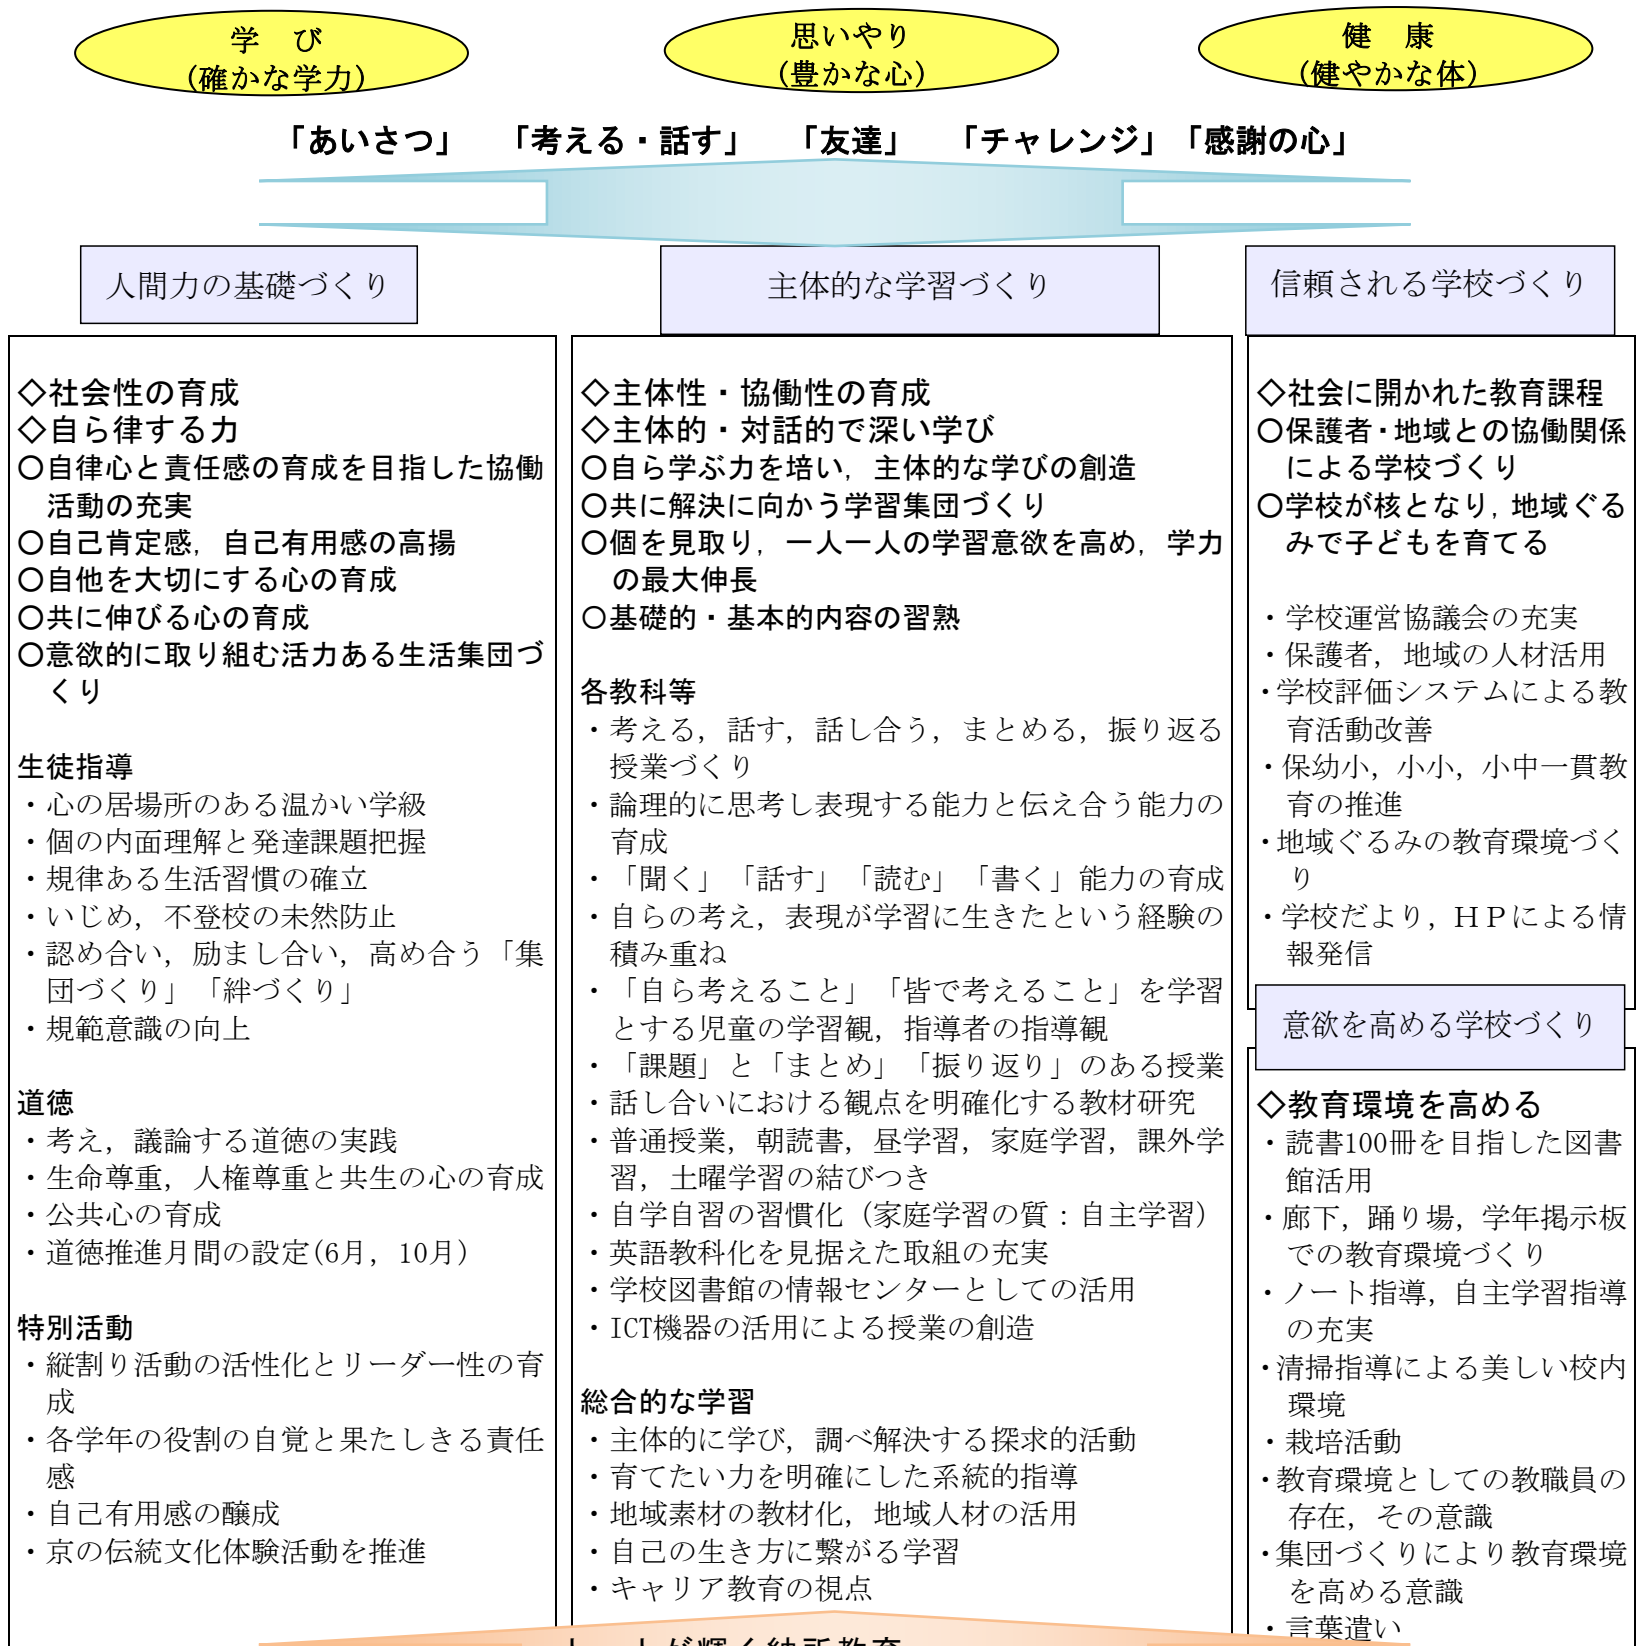 学　び
(確かな学力)
思いやり
(豊かな心)
健　康
(健やかな体)
「あいさつ」　「考える・話す」　「友達」　「チャレンジ」「感謝の心」
人間力の基礎づくり
◇社会性の育成
◇自ら律する力
○自律心と責任感の育成を目指した協働
活動の充実
○自己肯定感，自己有用感の高揚
○自他を大切にする心の育成
○共に伸びる心の育成
○意欲的に取り組む活力ある生活集団づ
くり
生徒指導
・心の居場所のある温かい学級
・個の内面理解と発達課題把握
・規律ある生活習慣の確立
・いじめ，不登校の未然防止
・認め合い，励まし合い，高め合う「集
団づくり」「絆づくり」
・規範意識の向上
道徳
・考え，議論する道徳の実践
・生命尊重，人権尊重と共生の心の育成
・公共心の育成
・道徳推進月間の設定(6月，10月)
特別活動
・縦割り活動の活性化とリーダー性の育
成
・各学年の役割の自覚と果たしきる責任
感
・自己有用感の醸成
・京の伝統文化体験活動を推進
主体的な学習づくり
◇主体性・協働性の育成
◇主体的・対話的で深い学び
○自ら学ぶ力を培い，主体的な学びの創造
○共に解決に向かう学習集団づくり
○個を見取り，一人一人の学習意欲を高め，学力
の最大伸長
○基礎的・基本的内容の習熟
各教科等
・考える，話す，話し合う，まとめる，振り返る
授業づくり
・論理的に思考し表現する能力と伝え合う能力の
育成
・「聞く」「話す」「読む」「書く」能力の育成
・自らの考え，表現が学習に生きたという経験の
積み重ね
・「自ら考えること」「皆で考えること」を学習
とする児童の学習観，指導者の指導観
・「課題」と「まとめ」「振り返り」のある授業
・話し合いにおける観点を明確化する教材研究
・普通授業，朝読書，昼学習，家庭学習，課外学
習，土曜学習の結びつき
・自学自習の習慣化（家庭学習の質：自主学習）
・英語教科化を見据えた取組の充実
・学校図書館の情報センターとしての活用
・ICT機器の活用による授業の創造
総合的な学習
・主体的に学び，調べ解決する探求的活動
・育てたい力を明確にした系統的指導
・地域素材の教材化，地域人材の活用
・自己の生き方に繋がる学習
・キャリア教育の視点
信頼される学校づくり
◇社会に開かれた教育課程
○保護者・地域との協働関係
による学校づくり
○学校が核となり，地域ぐる
みで子どもを育てる
・学校運営協議会の充実
・保護者，地域の人材活用
・学校評価システムによる教
育活動改善
・保幼小，小小，小中一貫教
育の推進
・地域ぐるみの教育環境づく
り
・学校だより，ＨＰによる情
報発信
意欲を高める学校づくり
◇教育環境を高める
・読書100冊を目指した図書
館活用
・廊下，踊り場，学年掲示板
での教育環境づくり
・ノート指導，自主学習指導
の充実
・清掃指導による美しい校内
環境
・栽培活動
・教育環境としての教職員の
存在，その意識
・集団づくりにより教育環境
を高める意識
・言葉遣い